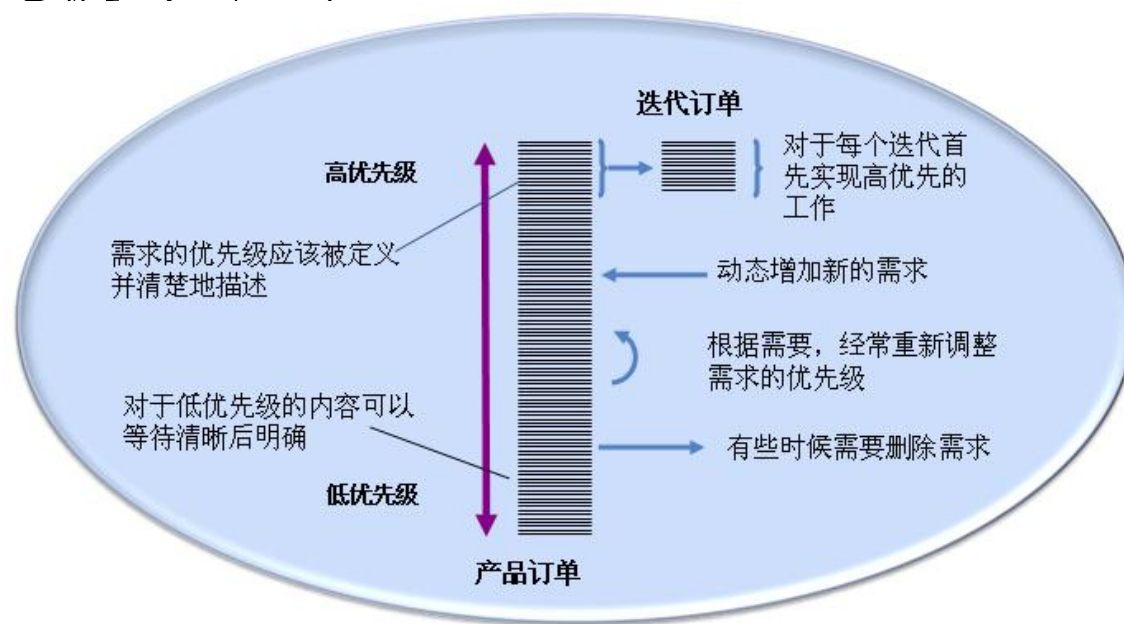 迭代订单
高优先级
对于每个迭代首
先实现高优先的
工作
需求的优先级应该被定义
并清楚地描述
动态增加新的需求
根据需要，经常重新调整
需求的优先级
对于低优先级的内容可以
等待清晰后明确
有些时候需要删除需求
低优先级
产品订单